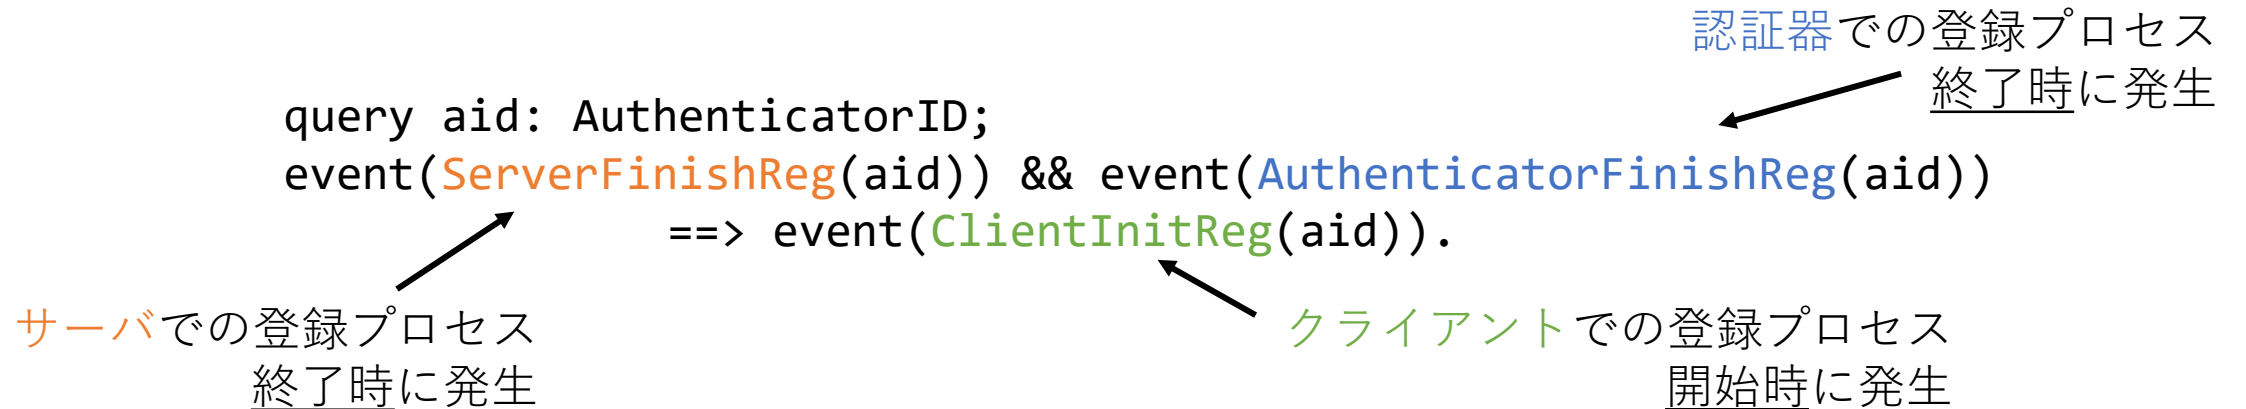 認証器での登録プロセス
終了時に発生
query aid: AuthenticatorID;
event(ServerFinishReg(aid)) && event(AuthenticatorFinishReg(aid))
==> event(ClientInitReg(aid)).
サーバでの登録プロセス
終了時に発生
クライアントでの登録プロセス
開始時に発生